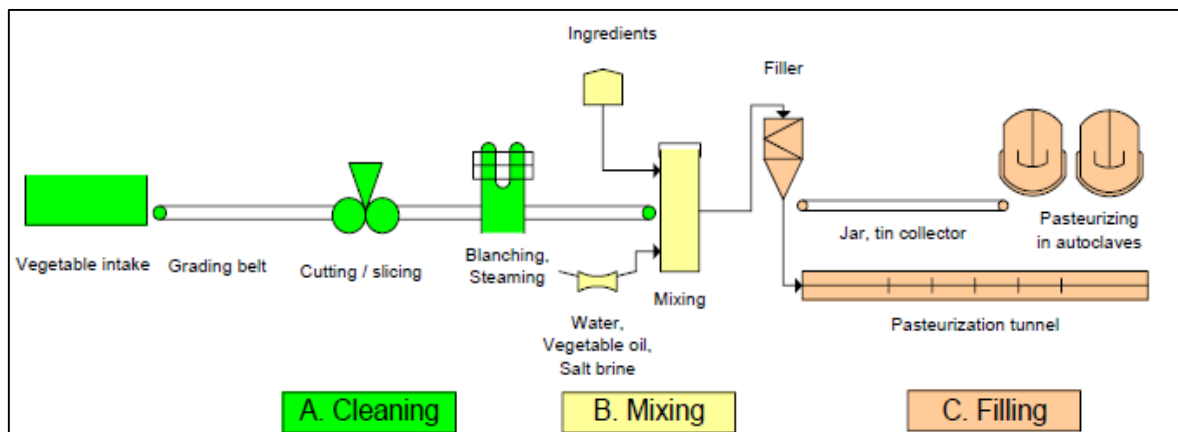 Ingredients
Filler
Vegetable intake
Grading belt
Cutting / slicing
Blanching,
Steaming
Water,
Vegetable oil,
Salt brine
Mixing
Jar, tin collector
Pasteurizing
in autoclaves
Pasteurization tunnel
A. Cleaning
B. Mixing
C. Filling